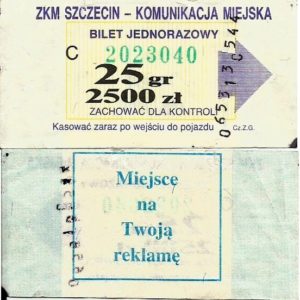 ZKM SZCZECIN – KOMUNIKACJA MIEJSKA
BILET JEDNORAZOWY
C 2023040
25 gr
2500 zł
ZACHOWAĆ DLA KONTROLI
Kasować zaraz po wejściu do pojazdu Cz.Z.G.
Miejsce
na
Twoją
reklamę